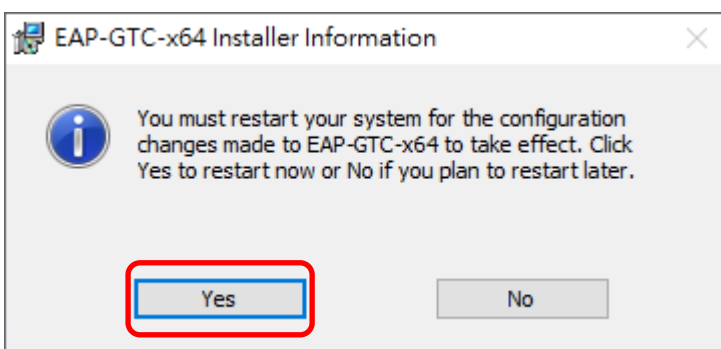 EAP-GTC-x64 Installer Information
You must restart your system for the configuration
changes made to EAP-GTC-x64 to take effect. Click
Yes to restart now or No if you plan to restart later.
Yes
No